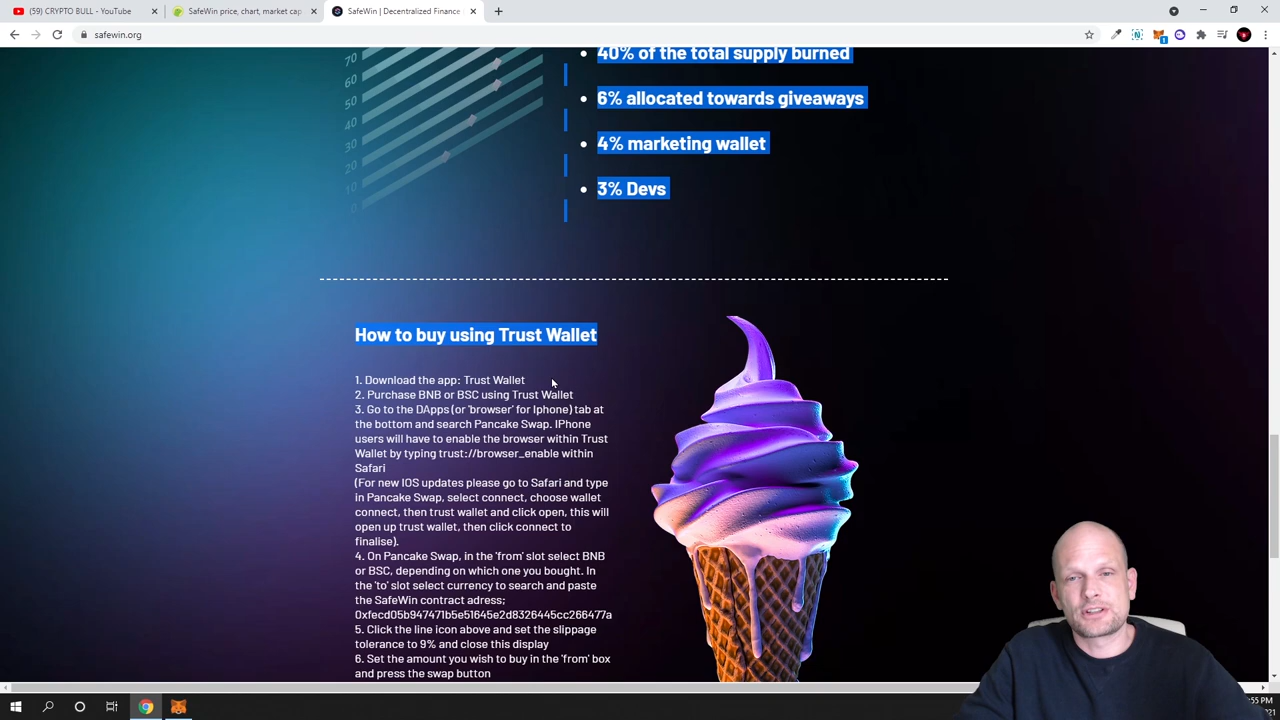 (59) CRYPTO BULL - YouTube
SafeWin price, chart, market cap
SafeWin | Decentralized Finance
safewin.org
70
60
50
40
30
20
10
0
40% of the total supply burned
6% allocated towards giveaways
4% marketing wallet
3% Devs
How to buy using Trust Wallet
1. Download the app: Trust Wallet
2. Purchase BNB or BSC using Trust Wallet
3. Go to the DApps (or 'browser' for Iphone) tab at
the bottom and search Pancake Swap. IPhone
users will have to enable the browser within Trust
Wallet by typing trust://browser_enable within
Safari
(For new IOS updates please go to Safari and type
in Pancake Swap, select connect, choose wallet
connect, then trust wallet and click open, this will
open up trust wallet, then click connect to
finalise).
4. On Pancake Swap, in the 'from' slot select BNB
or BSC, depending on which one you bought. In
the 'to' slot select currency to search and paste
the SafeWin contract adress;
0xfecd05b947471b5e51645e2d8326445cc266477a
5. Click the line icon above and set the slippage
tolerance to 9% and close this display
6. Set the amount you wish to buy in the 'from' box
and press the swap button